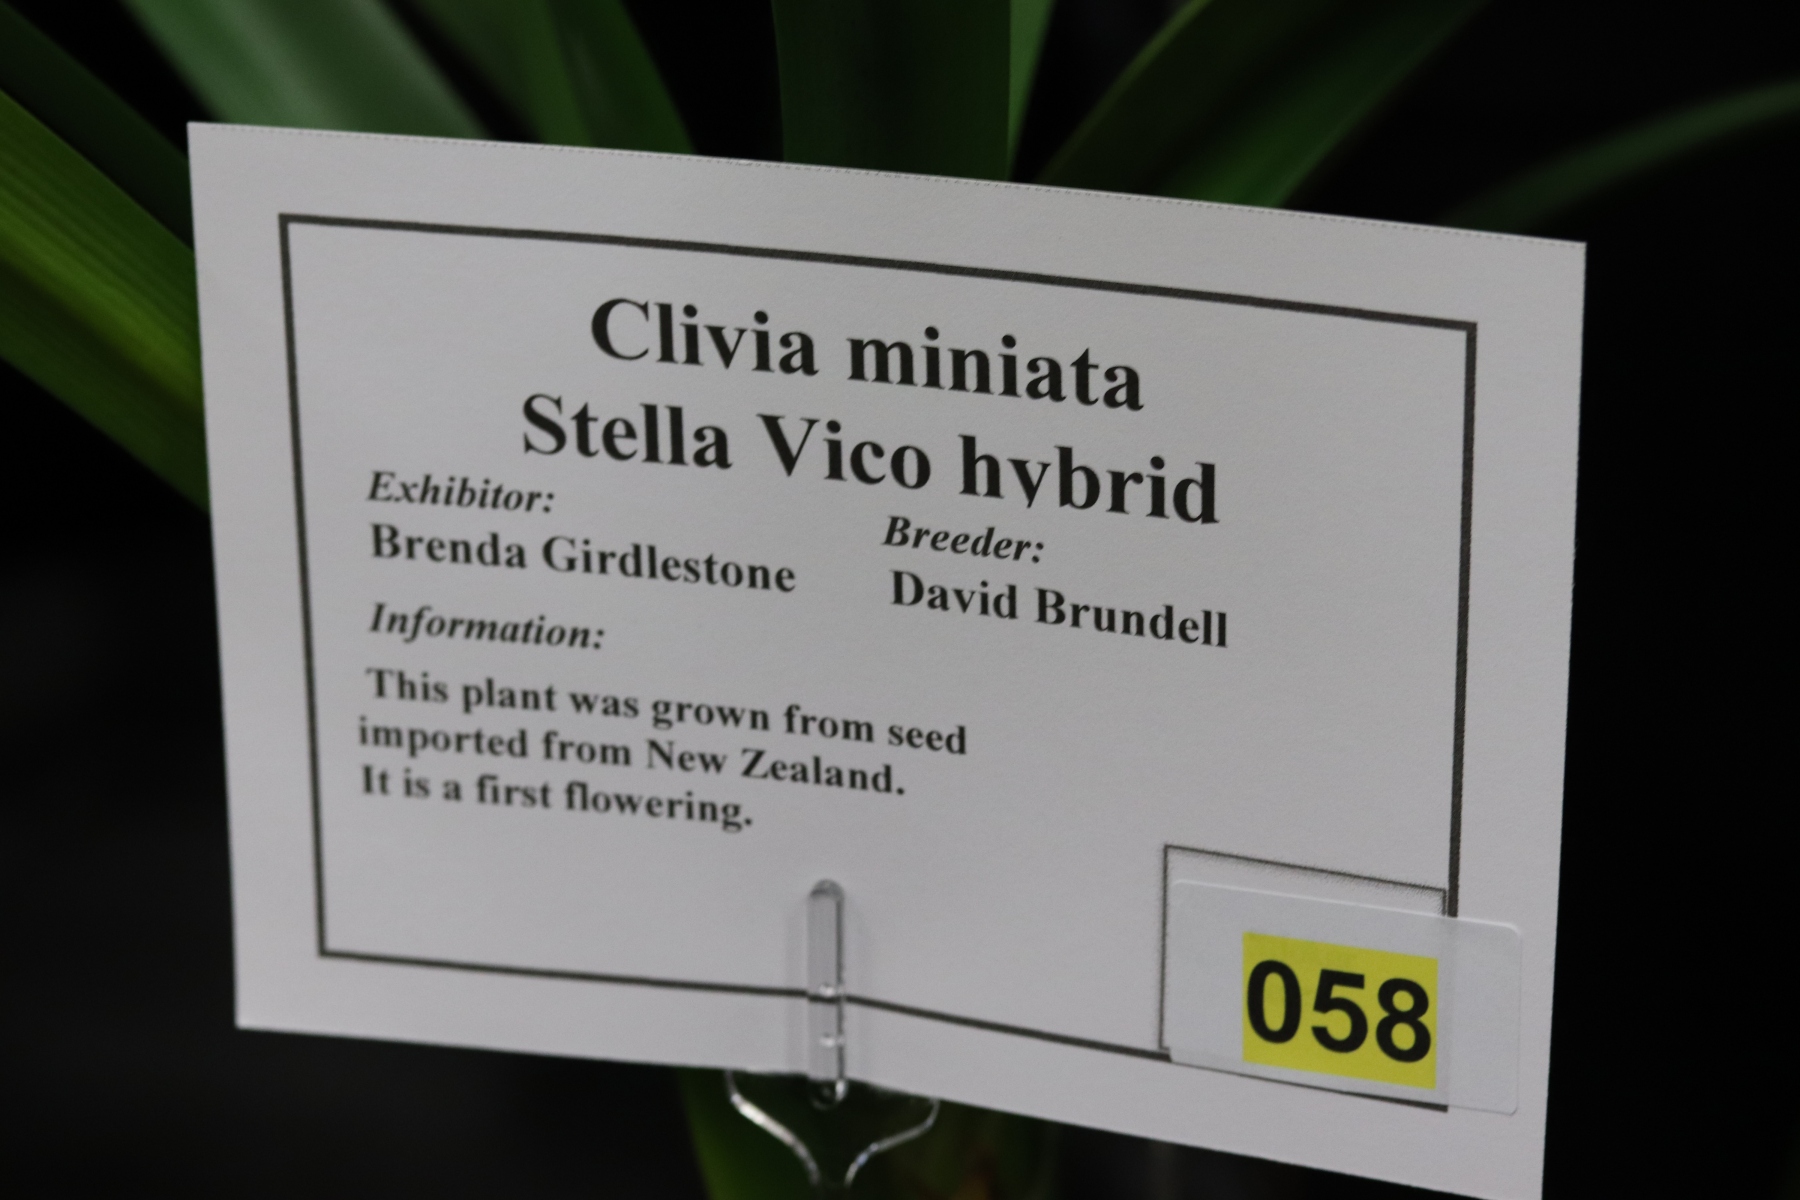 Clivia miniata
Stella Vico hybrid
Exhibitor:
Brenda Girdlestone
Breeder:
David Brundell
Information:
This plant was grown from seed
imported from New Zealand.
It is a first flowering.
058